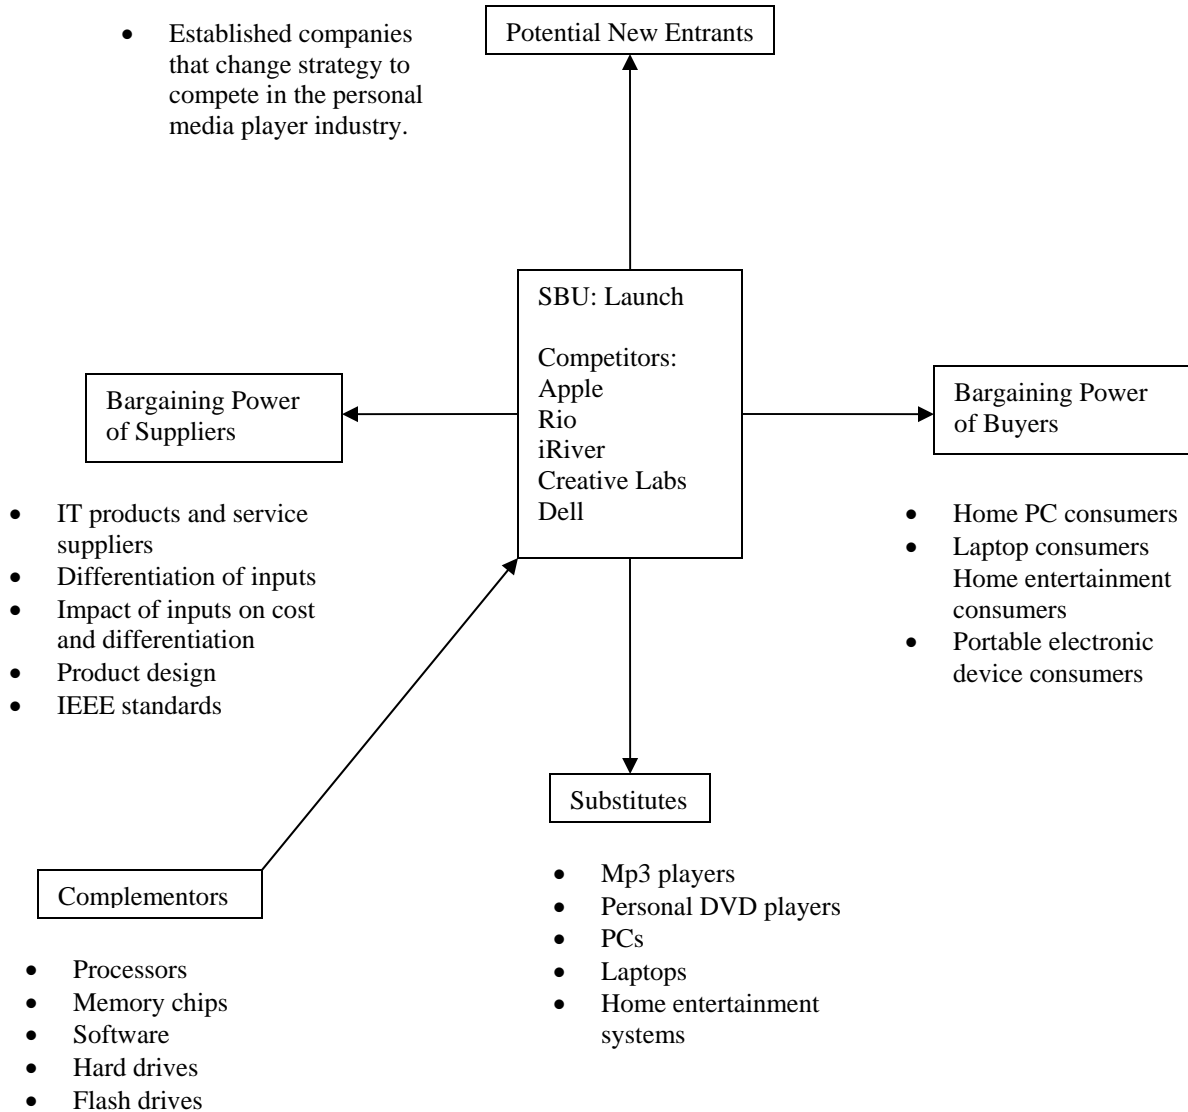 • Established companies
that change strategy to
compete in the personal
media player industry.
Potential New Entrants
SBU: Launch
Competitors:
Apple
Rio
iRiver
Creative Labs
Dell
Bargaining Power
of Suppliers
• IT products and service
suppliers
• Differentiation of inputs
• Impact of inputs on cost
and differentiation
• Product design
• IEEE standards
Bargaining Power
of Buyers
• Home PC consumers
• Laptop consumers
Home entertainment
consumers
• Portable electronic
device consumers
Substitutes
• Mp3 players
• Personal DVD players
• PCs
• Laptops
• Home entertainment
systems
Complementors
• Processors
• Memory chips
• Software
• Hard drives
• Flash drives